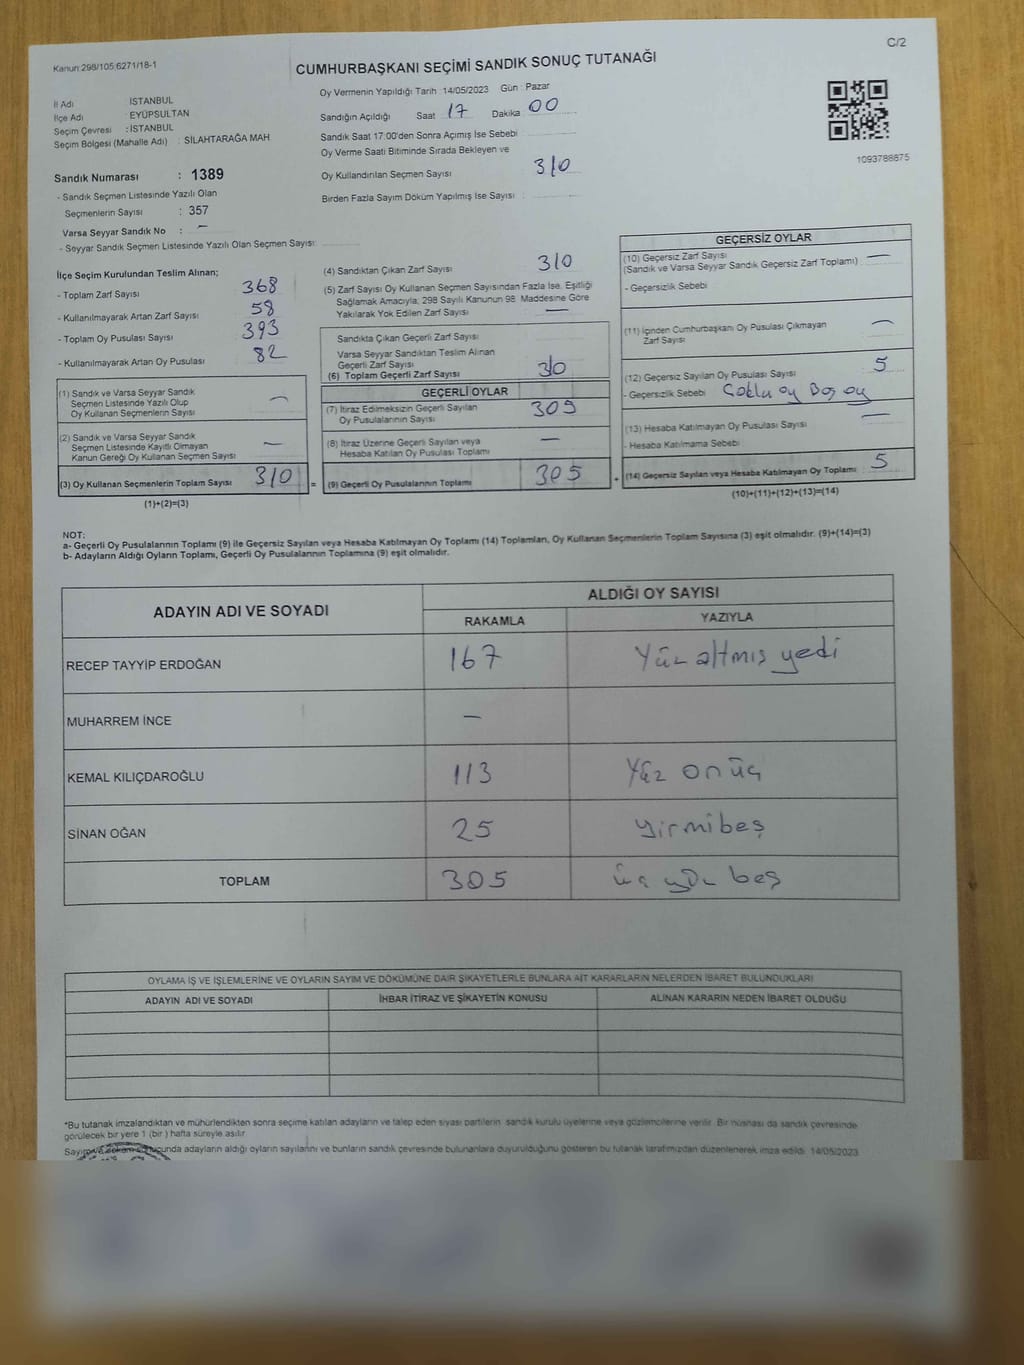 C/2
Kanun:298/105;6271/18-1
CUMHURBAŞKANI SEÇİMİ SANDIK SONUÇ TUTANAĞI
İl Adı : İSTANBUL
İlçe Adı : EYÜPSULTAN
Seçim Çevresi : İSTANBUL
Seçim Bölgesi (Mahalle Adı) : SİLAHTARAĞA MAH
Sandık Numarası : 1389
- Sandık Seçmen Listesinde Yazılı Olan
Seçmenlerin Sayısı : 357
Varsa Seyyar Sandık No : -
- Seyyar Sandık Seçmen Listesinde Yazılı Olan Seçmen Sayısı:
Oy Vermenin Yapıldığı Tarih : 14/05/2023 Gün : Pazar
Sandığın Açıldığı Saat 17 Dakika 00
Sandık Saat 17:00'den Sonra Açımış İse Sebebi
Oy Verme Saati Bitiminde Sırada Bekleyen ve
Oy Kullandırılan Seçmen Sayısı 310
Birden Fazla Sayım Döküm Yapılmış İse Sayısı :
1093788875
İlçe Seçim Kurulundan Teslim Alınan;
- Toplam Zarf Sayısı 368
- Kullanılmayarak Artan Zarf Sayısı 58
- Toplam Oy Pusulası Sayısı 393
- Kullanılmayarak Artan Oy Pusulası 82
(1) Sandık ve Varsa Seyyar Sandık
Seçmen Listesinde Yazılı Olup
Oy Kullanan Seçmenlerin Sayısı -
(2) Sandık ve Varsa Seyyar Sandık
Seçmen Listesinde Kayıtlı Olmayan
Kanun Gereği Oy Kullanan Seçmen Sayısı -
(3) Oy Kullanan Seçmenlerin Toplam Sayısı 310
(1)+(2)=(3)
(4) Sandıktan Çıkan Zarf Sayısı 310
(5) Zarf Sayısı Oy Kullanan Seçmen Sayısından Fazla İse, Eşitliği
Sağlamak Amacıyla; 298 Sayılı Kanunun 98. Maddesine Göre
Yakılarak Yok Edilen Zarf Sayısı -
Sandıkta Çıkan Geçerli Zarf Sayısı
Varsa Seyyar Sandıktan Teslim Alınan
Geçerli Zarf Sayısı
(6) Toplam Geçerli Zarf Sayısı 310
GEÇERLİ OYLAR
(7) İtiraz Edilmeksizin Geçerli Sayılan
Oy Pusulalarının Sayısı 305
(8) İtiraz Üzerine Geçerli Sayılan veya
Hesaba Katılan Oy Pusulası Toplamı -
= (9) Geçerli Oy Pusulalarının Toplamı 305 +
GEÇERSİZ OYLAR
(10) Geçersiz Zarf Sayısı
(Sandık ve Varsa Seyyar Sandık Geçersiz Zarf Toplamı) -
- Geçersizlik Sebebi
(11) İçinden Cumhurbaşkanı Oy Pusulası Çıkmayan
Zarf Sayısı -
(12) Geçersiz Sayılan Oy Pusulası Sayısı 5
- Geçersizlik Sebebi Çoklu oy Boş oy
(13) Hesaba Katılmayan Oy Pusulası Sayısı -
- Hesaba Katılmama Sebebi
(14) Geçersiz Sayılan veya Hesaba Katılmayan Oy Toplamı 5
(10)+(11)+(12)+(13)=(14)
NOT:
a- Geçerli Oy Pusulalarının Toplamı (9) ile Geçersiz Sayılan veya Hesaba Katılmayan Oy Toplamı (14) Toplamları, Oy Kullanan Seçmenlerin Toplam Sayısına (3) eşit olmalıdır. (9)+(14)=(3)
b- Adayların Aldığı Oyların Toplamı, Geçerli Oy Pusulalarının Toplamına (9) eşit olmalıdır.
ADAYIN ADI VE SOYADI ALDIĞI OY SAYISI
RAKAMLA YAZIYLA
RECEP TAYYİP ERDOĞAN 167 Yüz altmış yedi
MUHARREM İNCE -
KEMAL KILIÇDAROĞLU 113 Yüz onüç
SİNAN OĞAN 25 yirmibeş
TOPLAM 305 üç yüz beş
OYLAMA İŞ VE İŞLEMLERİNE VE OYLARIN SAYIM VE DÖKÜMÜNE DAİR ŞİKAYETLERLE BUNLARA AİT KARARLARIN NELERDEN İBARET BULUNDUKLARI
ADAYIN ADI VE SOYADI İHBAR İTİRAZ VE ŞİKAYETİN KONUSU ALINAN KARARIN NEDEN İBARET OLDUĞU
*Bu tutanak imzalandıktan ve mühürlendikten sonra seçime katılan adayların ve talep eden siyasi partilerin sandık kurulu üyelerine veya gözlemcilerine verilir. Bir nüshası da sandık çevresinde
görülecek bir yere 1 (bir ) hafta süreyle asılır.
Sayım ve döküm sonucunda adayların aldığı oyların sayılarını ve bunların sandık çevresinde bulunanlara duyurulduğunu gösteren bu tutanak tarafımızdan düzenlenerek imza edildi. 14/05/2023